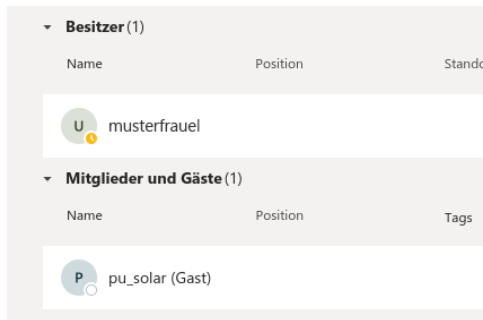 Besitzer (1)
Name Position Stando
U musterfrauel
Mitglieder und Gäste (1)
Name Position Tags
P pu_solar (Gast)